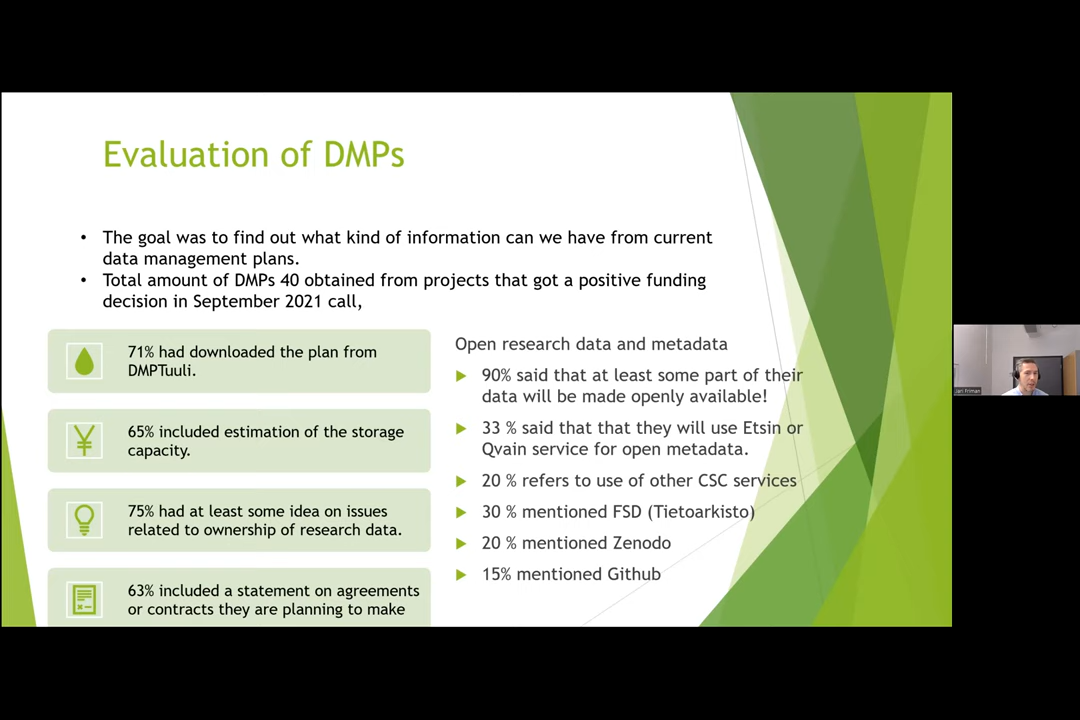 Evaluation of DMPs
• The goal was to find out what kind of information can we have from current
data management plans.
• Total amount of DMPs 40 obtained from projects that got a positive funding
decision in September 2021 call,
71% had downloaded the plan from
DMPTuuli.
65% included estimation of the storage
capacity.
75% had at least some idea on issues
related to ownership of research data.
63% included a statement on agreements
or contracts they are planning to make
Open research data and metadata
90% said that at least some part of their
data will be made openly available!
33 % said that that they will use Etsin or
Qvain service for open metadata.
20 % refers to use of other CSC services
30 % mentioned FSD (Tietoarkisto)
20 % mentioned Zenodo
15% mentioned Github
Jari Friman